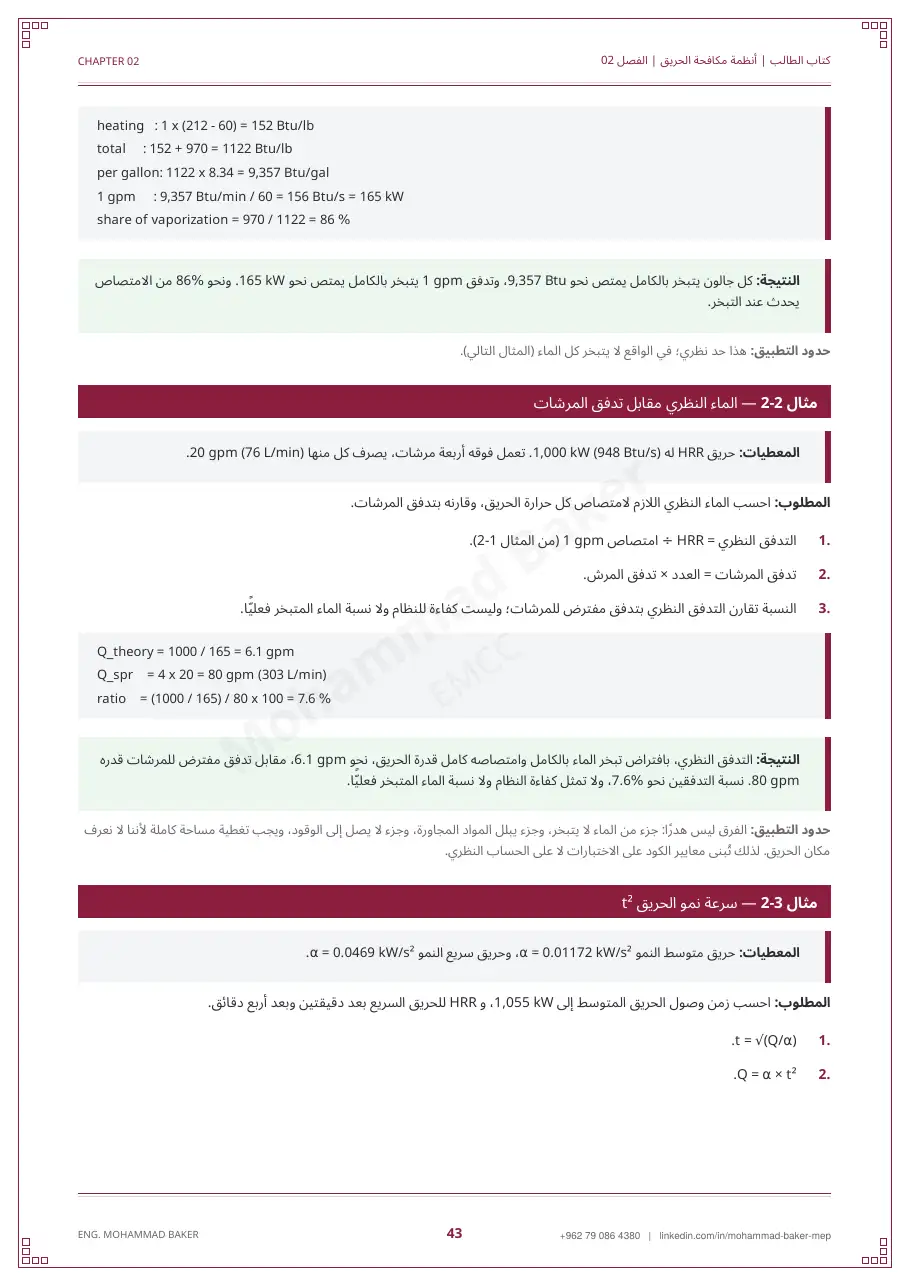 CHAPTER 02
كتاب الطالب | أنظمة مكافحة الحريق | الفصل 02
heating : 1 x (212 - 60) = 152 Btu/lb
total : 152 + 970 = 1122 Btu/lb
per gallon: 1122 x 8.34 = 9,357 Btu/gal
1 gpm : 9,357 Btu/min / 60 = 156 Btu/s = 165 kW
share of vaporization = 970 / 1122 = 86 %
النتيجة: كل جالون يتبخر بالكامل يمتص نحو 9,357 Btu، وتدفق 1 gpm يتبخر بالكامل يمتص نحو 165 kW. ونحو 86% من الامتصاص
يحدث عند التبخر.
حدود التطبيق: هذا حد نظري؛ في الواقع لا يتبخر كل الماء (المثال التالي).
مثال 2-2 — الماء النظري مقابل تدفق المرشات
المعطيات: حريق HRR له 1,000 kW (948 Btu/s). تعمل فوقه أربعة مرشات، يصرف كل منها 20 gpm (76 L/min).
المطلوب: احسب الماء النظري اللازم لامتصاص كل حرارة الحريق، وقارنه بتدفق المرشات.
1. التدفق النظري = HRR ÷ امتصاص 1 gpm (من المثال 1-2).
2. تدفق المرشات = العدد × تدفق المرش.
3. النسبة تقارن التدفق النظري بتدفق مفترض للمرشات؛ وليست كفاءة للنظام ولا نسبة الماء المتبخر فعليًّا.
Q_theory = 1000 / 165 = 6.1 gpm
Q_spr = 4 x 20 = 80 gpm (303 L/min)
ratio = (1000 / 165) / 80 x 100 = 7.6 %
النتيجة: التدفق النظري، بافتراض تبخر الماء بالكامل وامتصاصه كامل قدرة الحريق، نحو 6.1 gpm، مقابل تدفق مفترض للمرشات قدره
80 gpm. نسبة التدفقين نحو 7.6%، ولا تمثل كفاءة النظام ولا نسبة الماء المتبخر فعليًّا.
حدود التطبيق: الفرق ليس هدرًا: جزء من الماء لا يتبخر، وجزء يبلل المواد المجاورة، وجزء لا يصل إلى الوقود، ويجب تغطية مساحة كاملة لأننا لا نعرف
مكان الحريق. لذلك تُبنى معايير الكود على الاختبارات لا على الحساب النظري.
مثال 2-3 — سرعة نمو الحريق t²
المعطيات: حريق متوسط النمو α = 0.01172 kW/s²، وحريق سريع النمو α = 0.0469 kW/s².
المطلوب: احسب زمن وصول الحريق المتوسط إلى 1,055 kW، و HRR للحريق السريع بعد دقيقتين وبعد أربع دقائق.
1. t = √(Q/α).
2. Q = α × t².
Mohammad Baker
EMCC
ENG. MOHAMMAD BAKER
43
+962 79 086 4380 | linkedin.com/in/mohammad-baker-mep